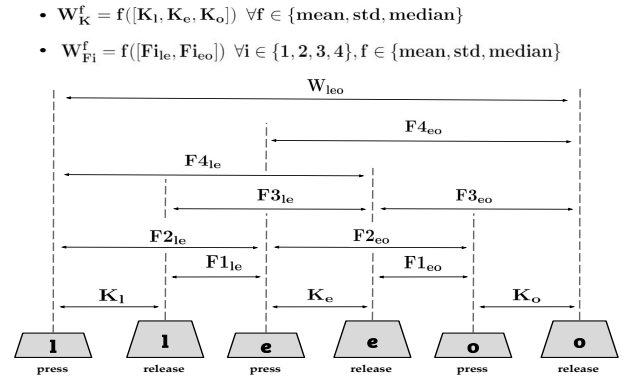 • W_K^f = f([K_l, K_e, K_o]) ∀f ∈ {mean, std, median}
• W_Fi^f = f([Fi_le, Fi_eo]) ∀i ∈ {1, 2, 3, 4}, f ∈ {mean, std, median}
W_leo
F4_eo
F4_le
F3_le F3_eo
F2_le F2_eo
F1_le F1_eo
K_l K_e K_o
l l e e o o
press release press release press release